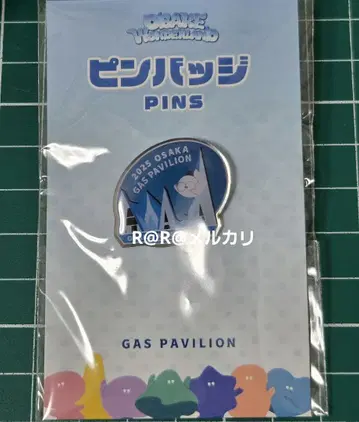 OBAKE
WONDERLAND
ピンバッジ
PINS
2025 OSAKA
GAS PAVILION
R@R@メルカリ
GAS PAVILION